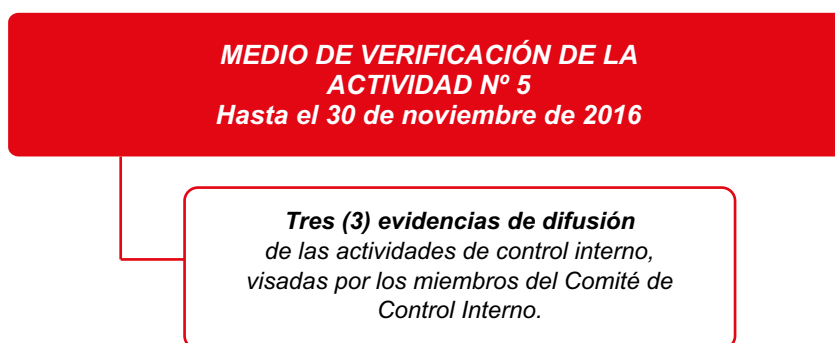 MEDIO DE VERIFICACIÓN DE LA
ACTIVIDAD Nº 5
Hasta el 30 de noviembre de 2016
Tres (3) evidencias de difusión
de las actividades de control interno,
visadas por los miembros del Comité de
Control Interno.